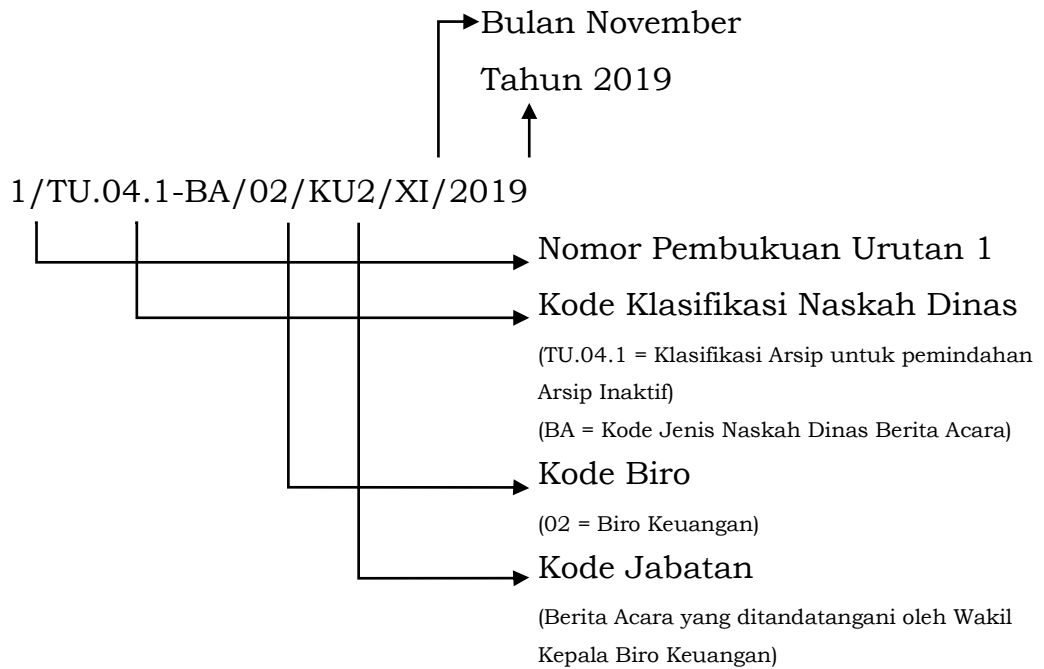 Bulan November
Tahun 2019
1/TU.04.1-BA/02/KU2/XI/2019
Nomor Pembukuan Urutan 1
Kode Klasifikasi Naskah Dinas
(TU.04.1 = Klasifikasi Arsip untuk pemindahan
Arsip Inaktif)
(BA = Kode Jenis Naskah Dinas Berita Acara)
Kode Biro
(02 = Biro Keuangan)
Kode Jabatan
(Berita Acara yang ditandatangani oleh Wakil
Kepala Biro Keuangan)